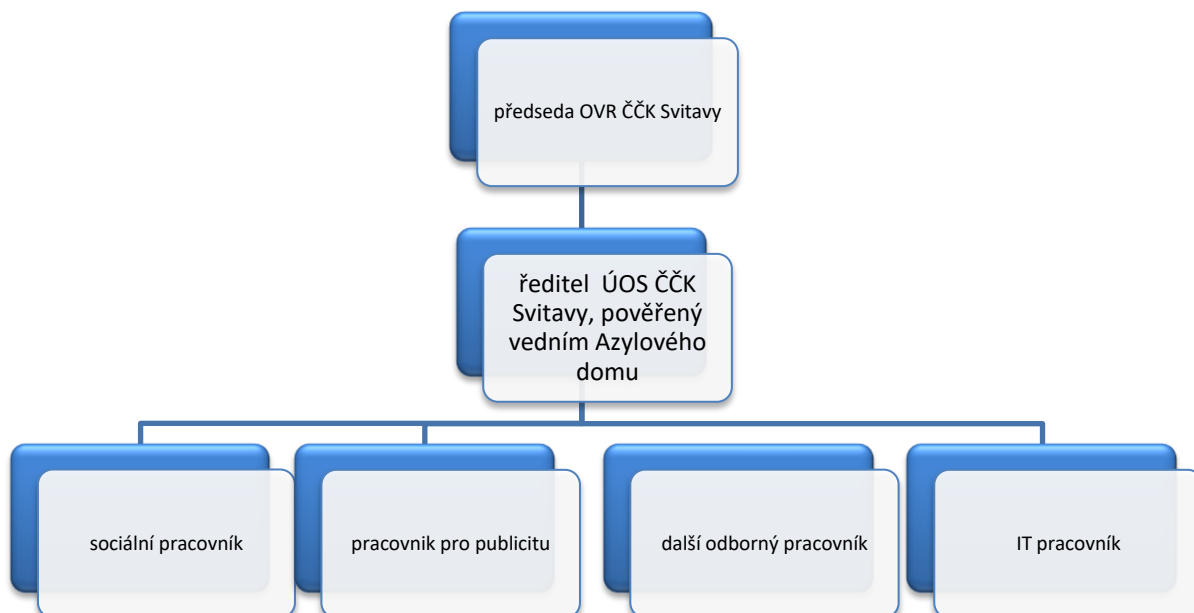 předseda OVR ČČK Svitavy
ředitel ÚOS ČČK
Svitavy, pověřený
vedním Azylového
domu
sociální pracovník
pracovnik pro publicitu
další odborný pracovník
IT pracovník